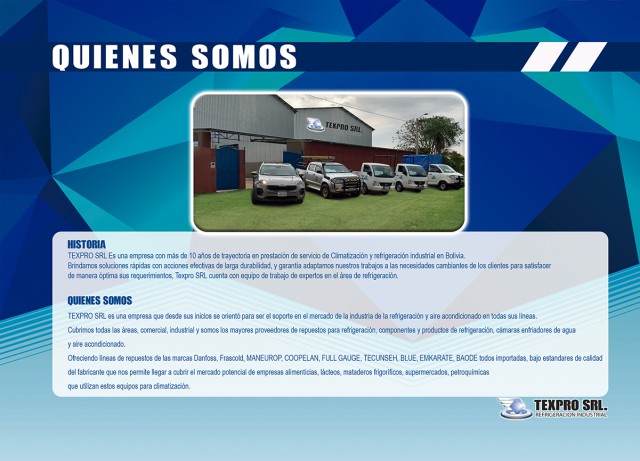 QUIENES SOMOS
TEXPRO SRL.
HISTORIA
TEXPRO SRL Es una empresa con más de 10 años de trayectoria en prestación de servicio de Climatización y refrigeración industrial en Bolivia.
Brindamos soluciones rápidas con acciones efectivas de larga durabilidad, y garantía adaptamos nuestros trabajos a las necesidades cambiantes de los clientes para satisfacer
de manera óptima sus requerimientos, Texpro SRL cuenta con equipo de trabajo de expertos en el área de refrigeración.
QUIENES SOMOS
TEXPRO SRL es una empresa que desde sus inicios se orientó para ser el soporte en el mercado de la industria de la refrigeración y aire acondicionado en todas sus líneas.
Cubrimos todas las áreas, comercial, industrial y somos los mayores proveedores de repuestos para refrigeración, componentes y productos de refrigeración, cámaras enfriadores de agua
y aire acondicionado.
Ofreciendo lineas de repuestos de las marcas Danfoss, Frascold, MANEUROP, COOPELAN, FULL GAUGE, TECUNSEH, BLUE, EMKARATE, BAODE todos importadas, bajo estandares de calidad
del fabricante que nos permite llegar a cubrir el mercado potencial de empresas alimenticias, lácteos, mataderos frigoríficos, supermercados, petroquímicas
que utilizan estos equipos para climatización.
TEXPRO SRL.
REFRIGERACION INDUSTRIAL